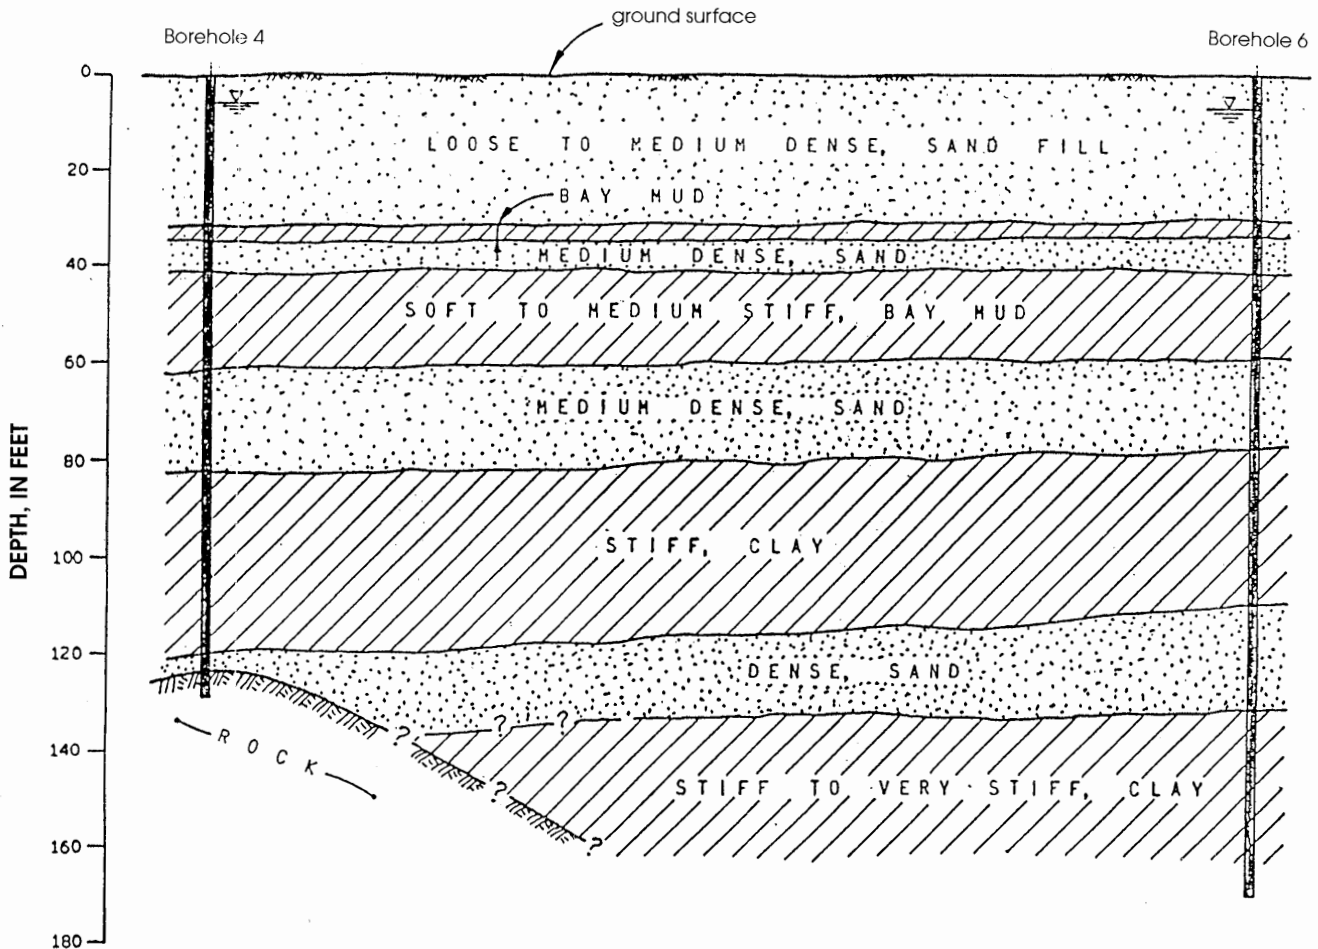 ground surface
Borehole 4
Borehole 6
0
LOOSE TO MEDIUM DENSE, SAND FILL
20
BAY MUD
40
MEDIUM DENSE, SAND
SOFT TO MEDIUM STIFF, BAY MUD
60
MEDIUM DENSE, SAND
80
DEPTH, IN FEET
STIFF, CLAY
100
120
DENSE, SAND
? ? ?
ROCK
140
?
STIFF TO VERY STIFF, CLAY
160
?
180